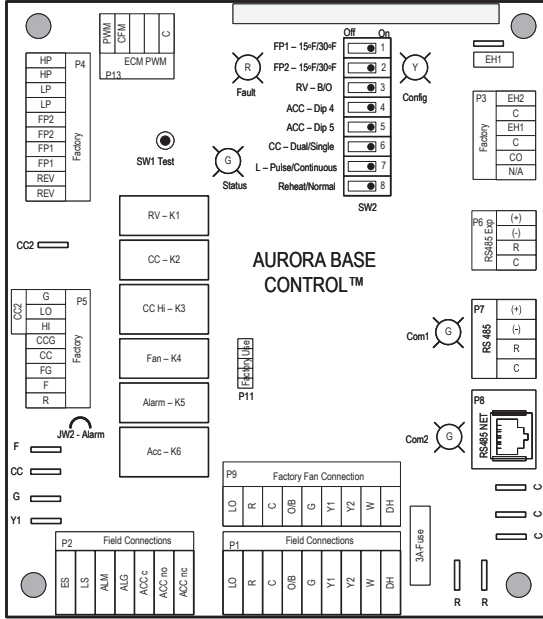 PWM
CFM
C
ECM PWM
P13
HP
HP
LP
LP
FP2
FP2
FP1
FP1
REV
REV
P4
Factory
R
Fault
Off On
FP1 – 15ºF/30ºF 1
FP2 – 15ºF/30ºF 2
RV – B/O 3
ACC – Dip 4 4
ACC – Dip 5 5
CC – Dual/Single 6
L – Pulse/Continuous 7
Reheat/Normal 8
SW2
Y
Config
EH1
P3
Factory
EH2
C
EH1
C
CO
N/A
SW1 Test
G
Status
P6
RS485 Exp
(+)
(-)
R
C
CC2
RV – K1
CC – K2
CC Hi – K3
Fan – K4
Alarm – K5
Acc – K6
AURORA BASE
CONTROL™
CC2
G
LO
HI
CCG
CC
FG
F
R
P5
Factory
JW2 - Alarm
Factory Use
P11
Com1
G
P7
RS 485
(+)
(-)
R
C
Com2
G
P8
RS485 NET
F
CC
G
Y1
P9 Factory Fan Connection
LO R C O/B G Y1 Y2 W DH
P2 Field Connections
ES LS ALM ALG ACC c ACC no ACC nc
P1 Field Connections
LO R C O/B G Y1 Y2 W DH
3A-Fuse
C
C
C
R R